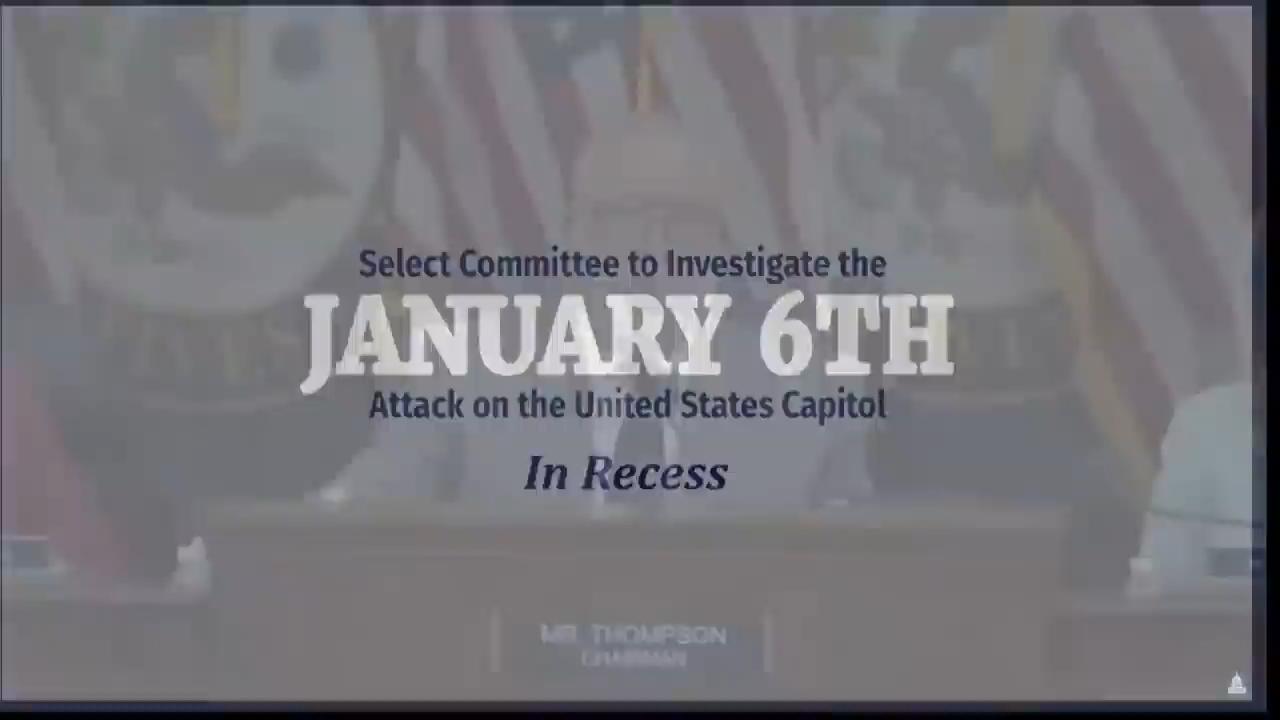 Select Committee to Investigate the
JANUARY 6TH
Attack on the United States Capitol
In Recess
MR. THOMPSON
CHAIRMAN